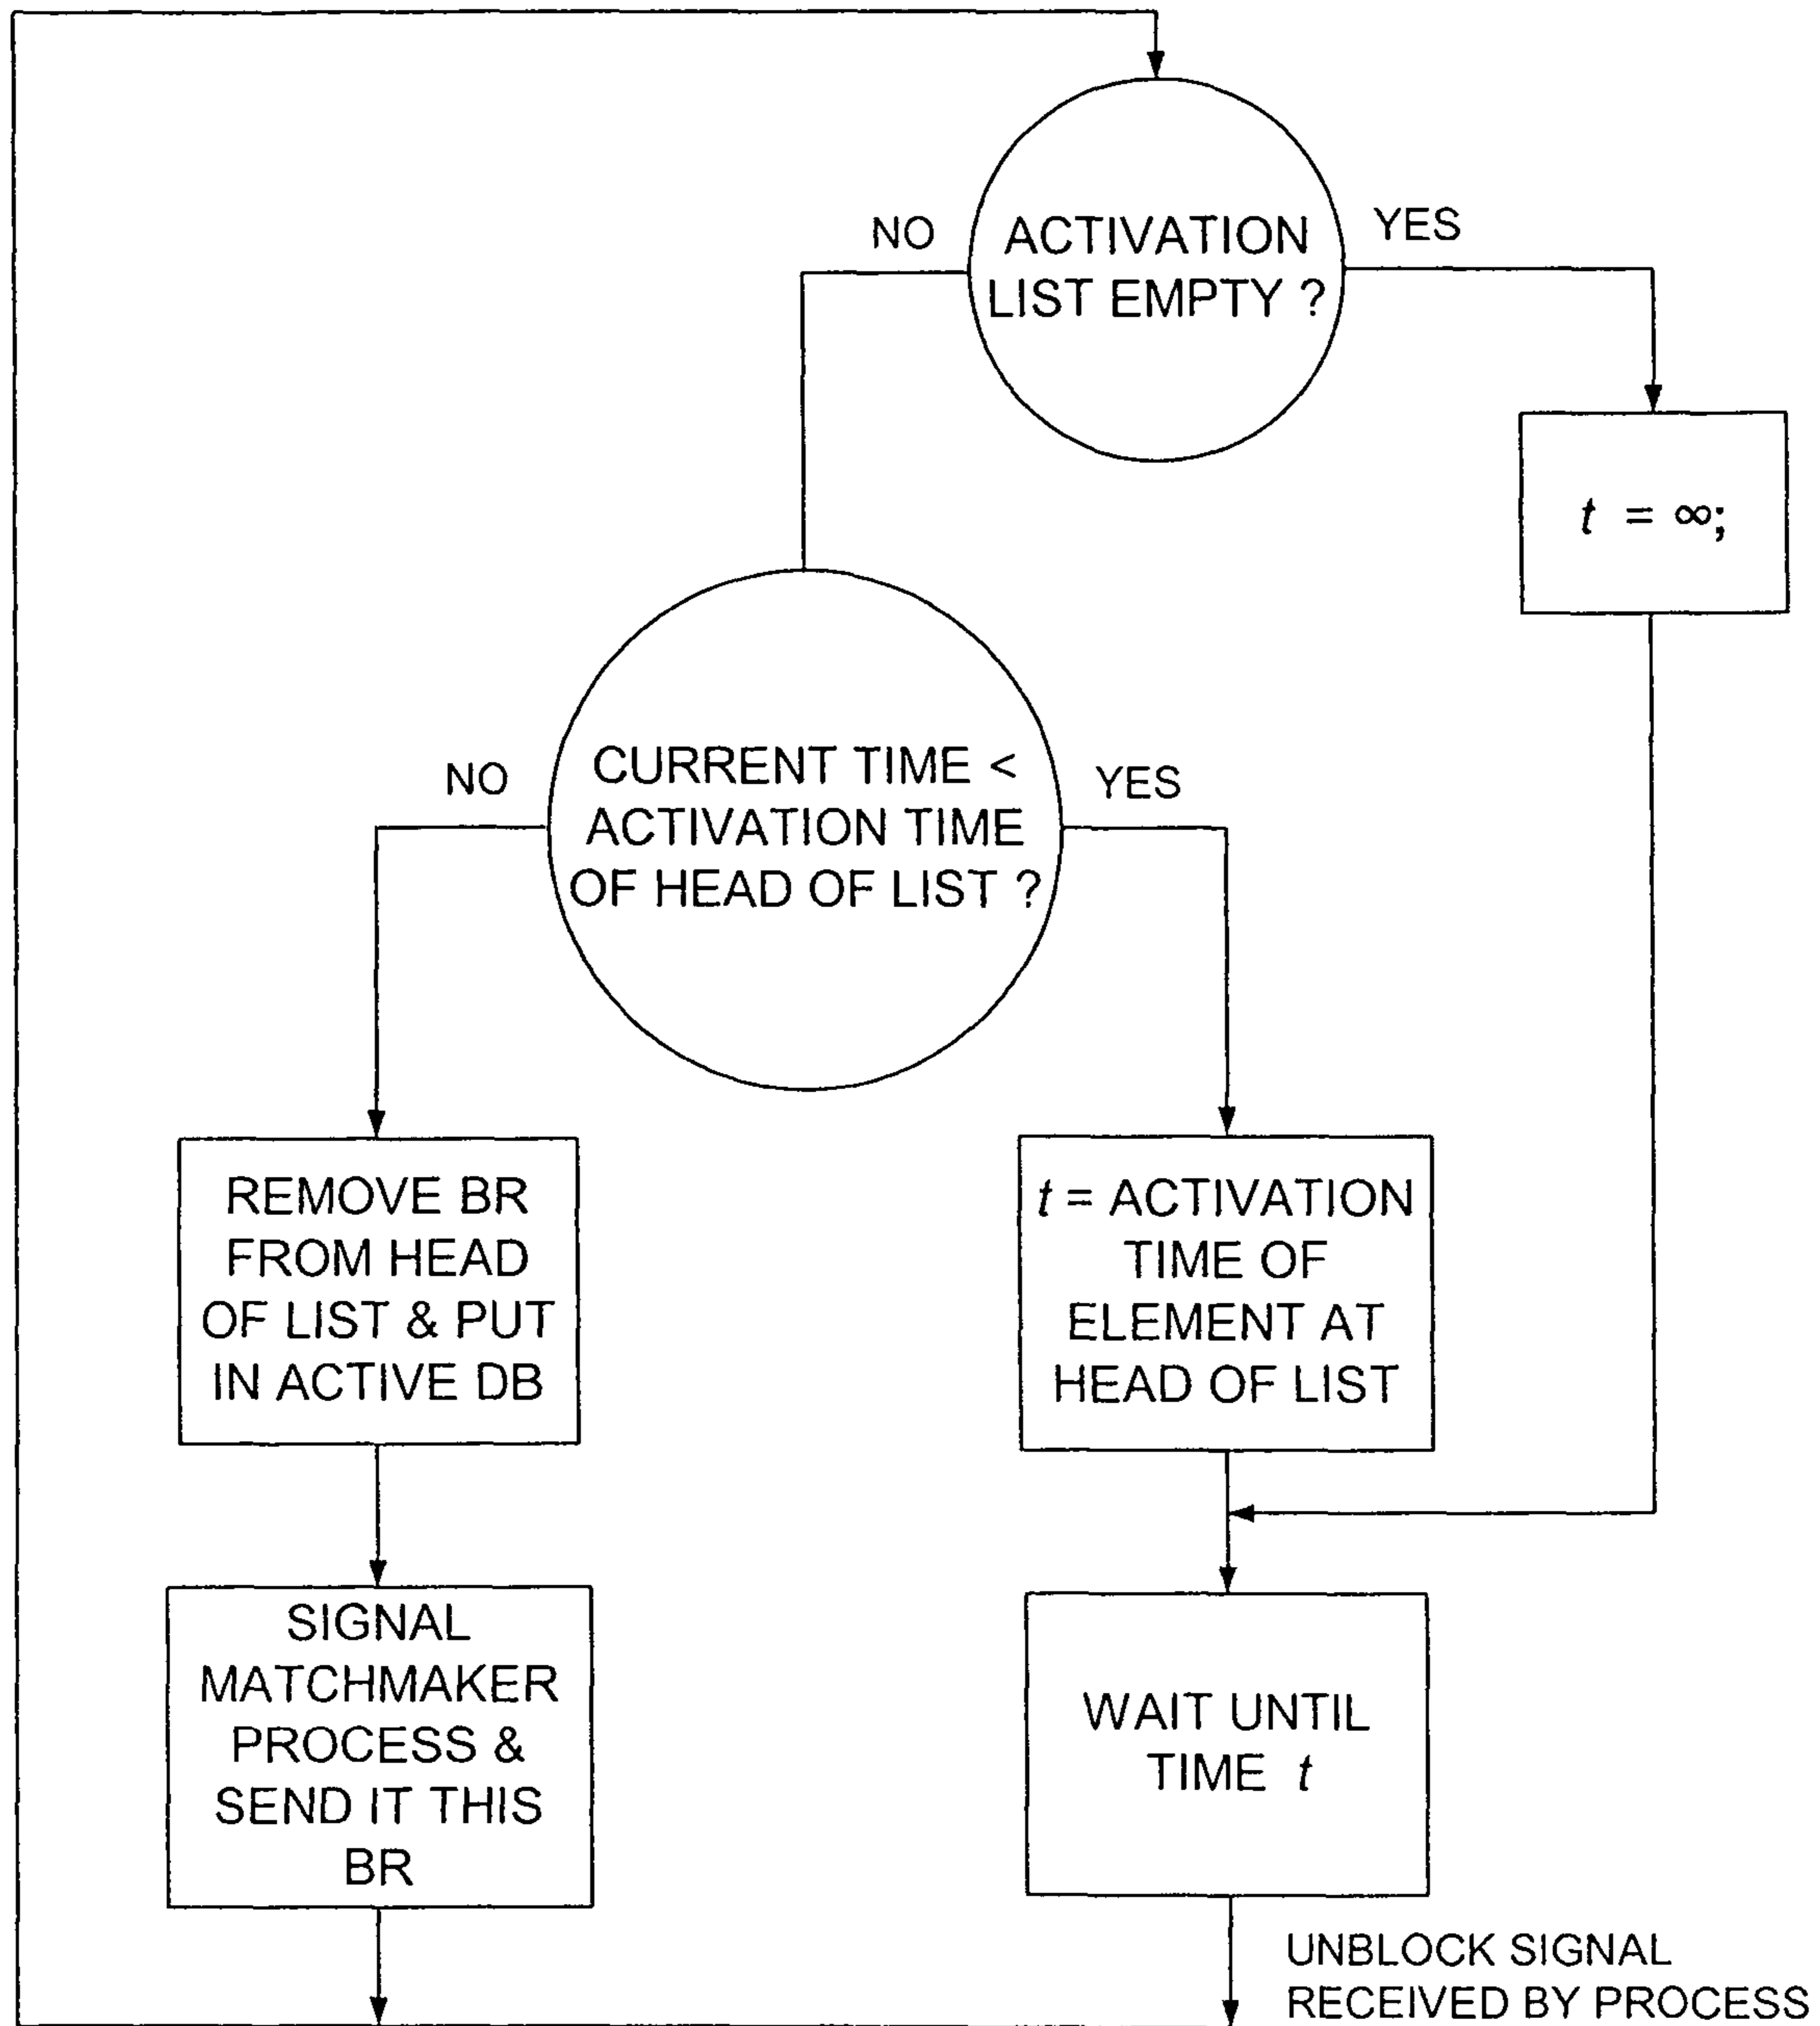 NO
ACTIVATION
LIST EMPTY ?
YES
t = ∞;
NO
CURRENT TIME <
ACTIVATION TIME
OF HEAD OF LIST ?
YES
REMOVE BR
FROM HEAD
OF LIST & PUT
IN ACTIVE DB
t = ACTIVATION
TIME OF
ELEMENT AT
HEAD OF LIST
SIGNAL
MATCHMAKER
PROCESS &
SEND IT THIS
BR
WAIT UNTIL
TIME t
UNBLOCK SIGNAL
RECEIVED BY PROCESS